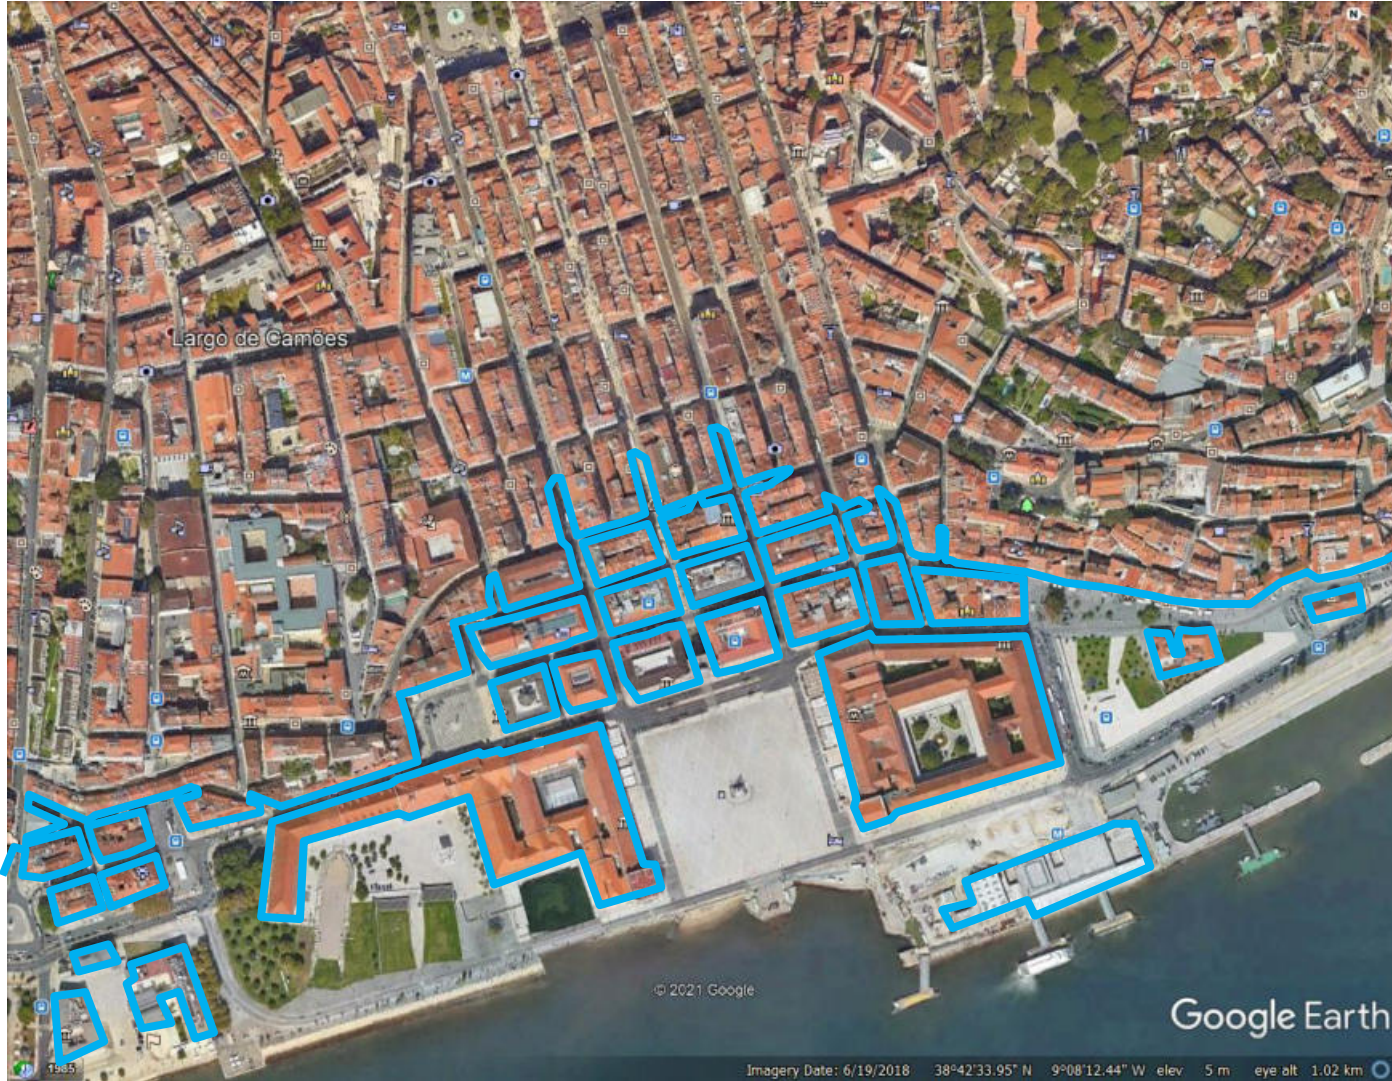 N
Largo de Camões
M
M
© 2021 Google
Google Earth
1985
Imagery Date: 6/19/2018 38°42'33.95" N 9°08'12.44" W elev 5 m eye alt 1.02 km